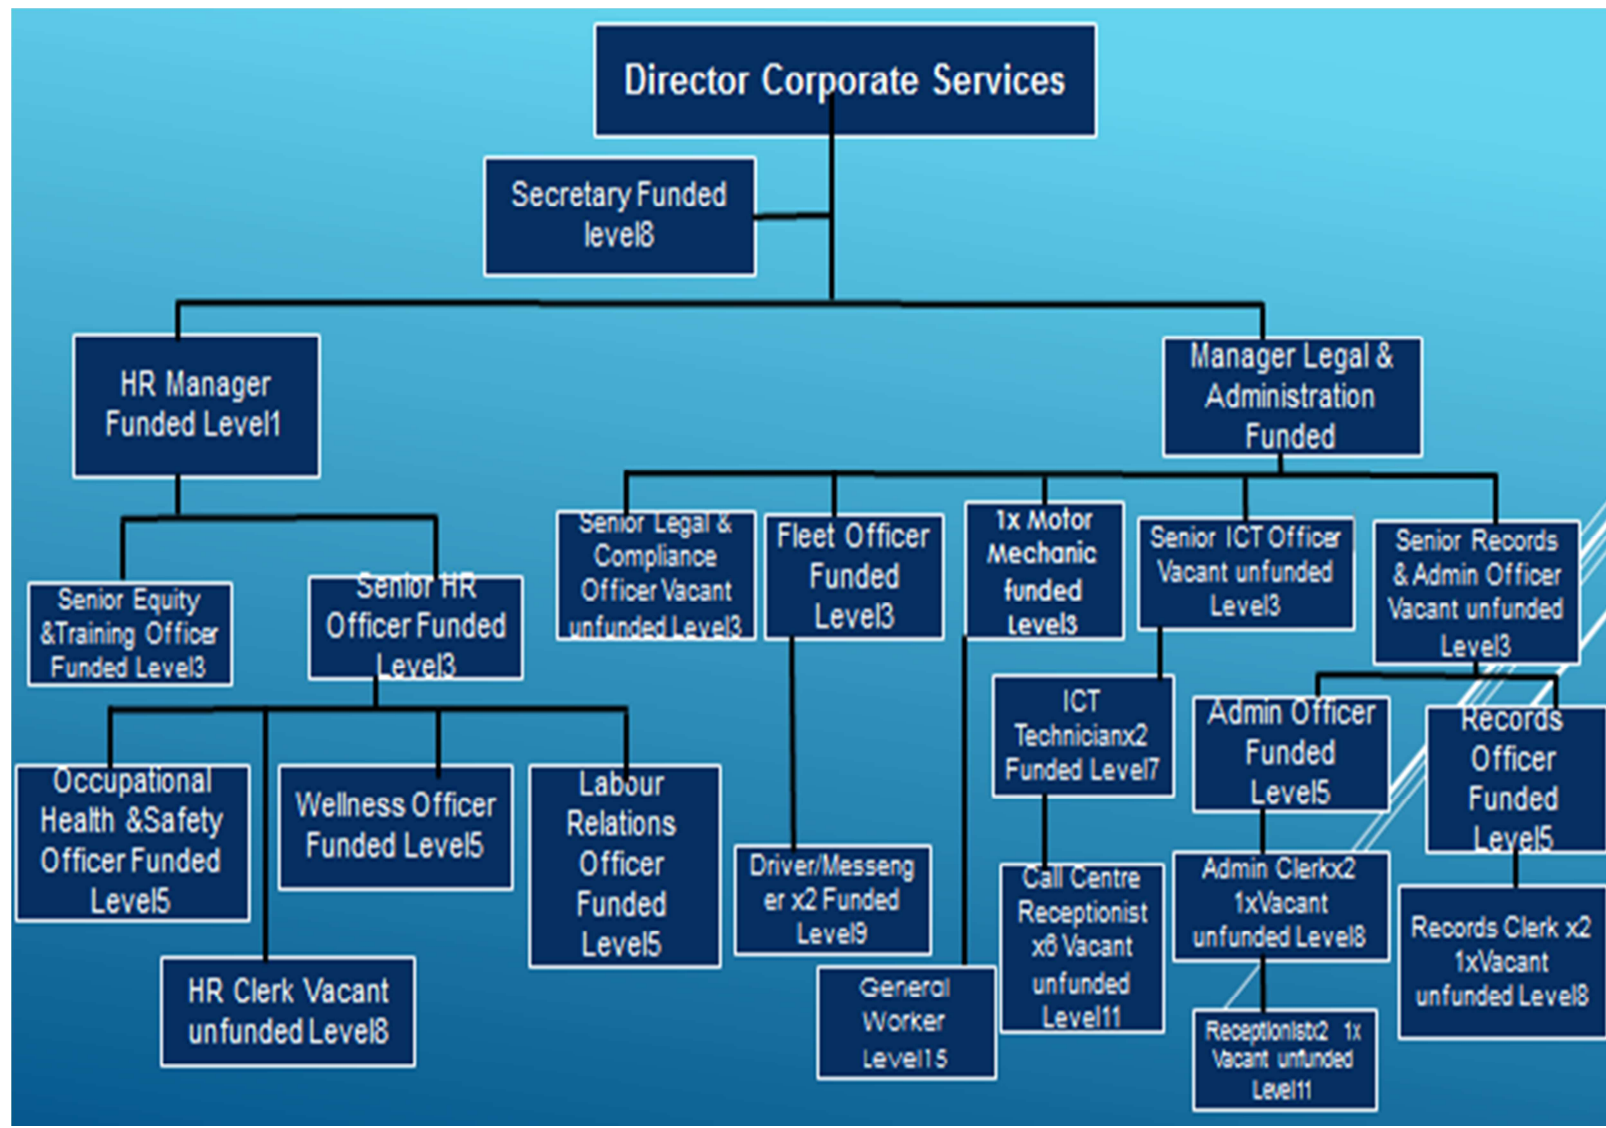 Director Corporate Services
Secretary Funded
level8
HR Manager
Funded Level1
Manager Legal &
Administration
Funded
Senior Equity
&Training Officer
Funded Level3
Senior HR
Officer Funded
Level3
Senior Legal &
Compliance
Officer Vacant
unfunded Level3
Fleet Officer
Funded
Level3
1x Motor
Mechanic
funded
Level3
Senior ICT Officer
Vacant unfunded
Level3
Senior Records
& Admin Officer
Vacant unfunded
Level3
Occupational
Health &Safety
Officer Funded
Level5
HR Clerk Vacant
unfunded Level8
Wellness Officer
Funded Level5
Labour
Relations
Officer
Funded
Level5
Driver/Messeng
er x2 Funded
Level9
General
Worker
Level15
ICT
Technicianx2
Funded Level7
Call Centre
Receptionist
x6 Vacant
unfunded
Level11
Admin Officer
Funded
Level5
Admin Clerkx2
1xVacant
unfunded Level8
Receptionistx2 1x
Vacant unfunded
Level11
Records
Officer
Funded
Level5
Records Clerk x2
1xVacant
unfunded Level8